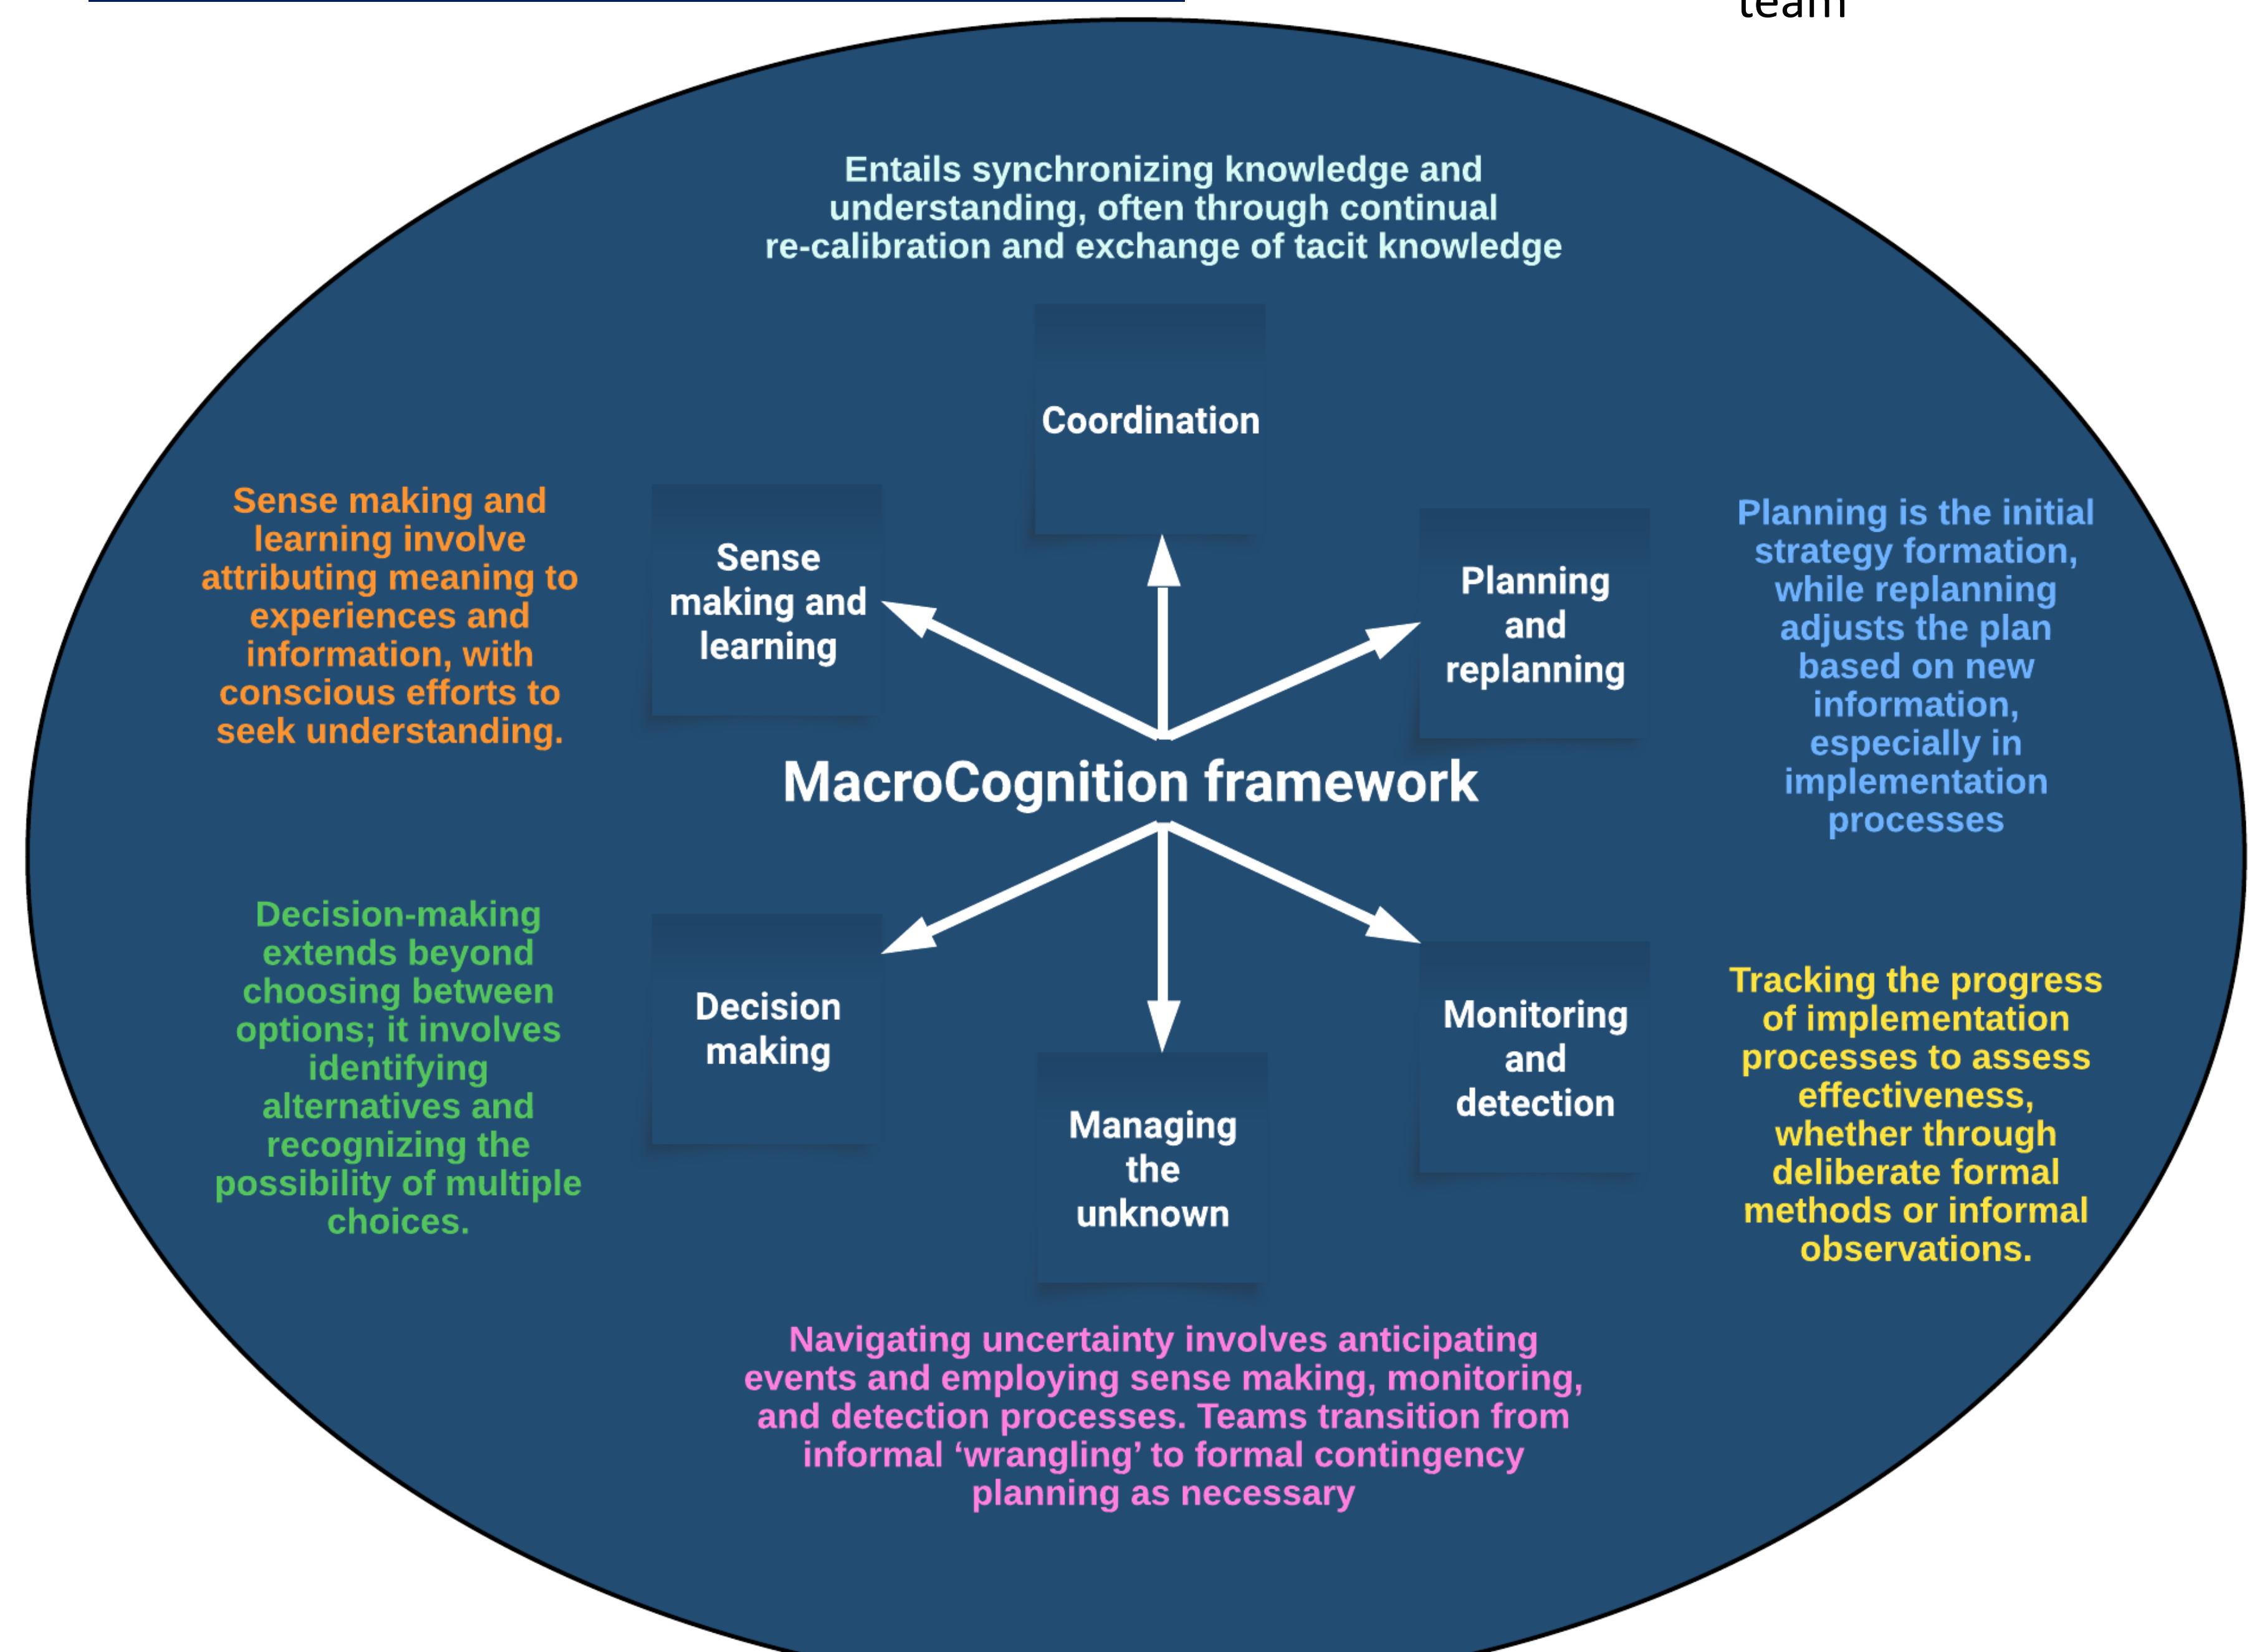 team
Entails synchronizing knowledge and
understanding, often through continual
re-calibration and exchange of tacit knowledge
Coordination
Sense making and
learning involve
attributing meaning to
experiences and
information, with
conscious efforts to
seek understanding.
Sense
making and
learning
Planning
and
replanning
Planning is the initial
strategy formation,
while replanning
adjusts the plan
based on new
information,
especially in
implementation
processes
MacroCognition framework
Decision-making
extends beyond
choosing between
options; it involves
identifying
alternatives and
recognizing the
possibility of multiple
choices.
Decision
making
Managing
the
unknown
Monitoring
and
detection
Tracking the progress
of implementation
processes to assess
effectiveness,
whether through
deliberate formal
methods or informal
observations.
Navigating uncertainty involves anticipating
events and employing sense making, monitoring,
and detection processes. Teams transition from
informal ‘wrangling’ to formal contingency
planning as necessary